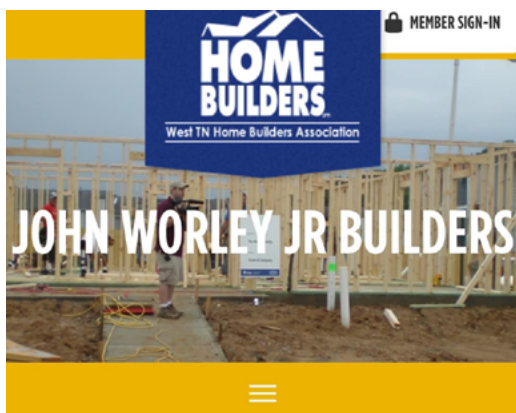 MEMBER SIGN-IN
HOME
BUILDERS
West TN Home Builders Association
JOHN WORLEY JR BUILDERS